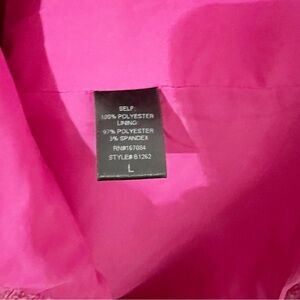 SELF:
100% POLYESTER
LINING
97% POLYESTER
3% SPANDEX
RN#167084
STYLE# B1262
L